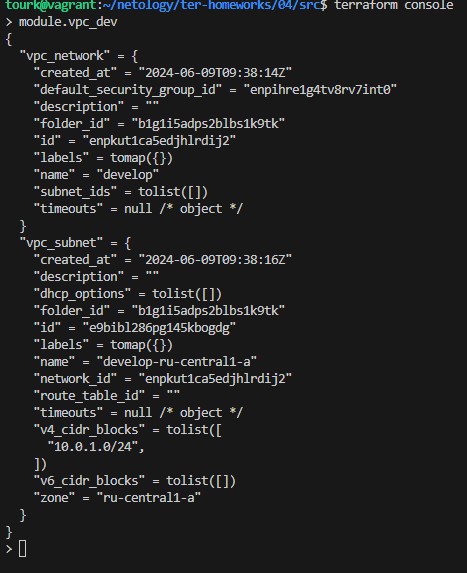 tourk@vagrant:~/netology/ter-homeworks/04/src$ terraform console
> module.vpc_dev
{
  "vpc_network" = {
    "created_at" = "2024-06-09T09:38:14Z"
    "default_security_group_id" = "enpihre1g4tv8rv7int0"
    "description" = ""
    "folder_id" = "b1g1i5adps2blbs1k9tk"
    "id" = "enpkut1ca5edjhlrdij2"
    "labels" = tomap({})
    "name" = "develop"
    "subnet_ids" = tolist([])
    "timeouts" = null /* object */
  }
  "vpc_subnet" = {
    "created_at" = "2024-06-09T09:38:16Z"
    "description" = ""
    "dhcp_options" = tolist([])
    "folder_id" = "b1g1i5adps2blbs1k9tk"
    "id" = "e9bibl286pg145kbogdg"
    "labels" = tomap({})
    "name" = "develop-ru-central1-a"
    "network_id" = "enpkut1ca5edjhlrdij2"
    "route_table_id" = ""
    "timeouts" = null /* object */
    "v4_cidr_blocks" = tolist([
      "10.0.1.0/24",
    ])
    "v6_cidr_blocks" = tolist([])
    "zone" = "ru-central1-a"
  }
}
>